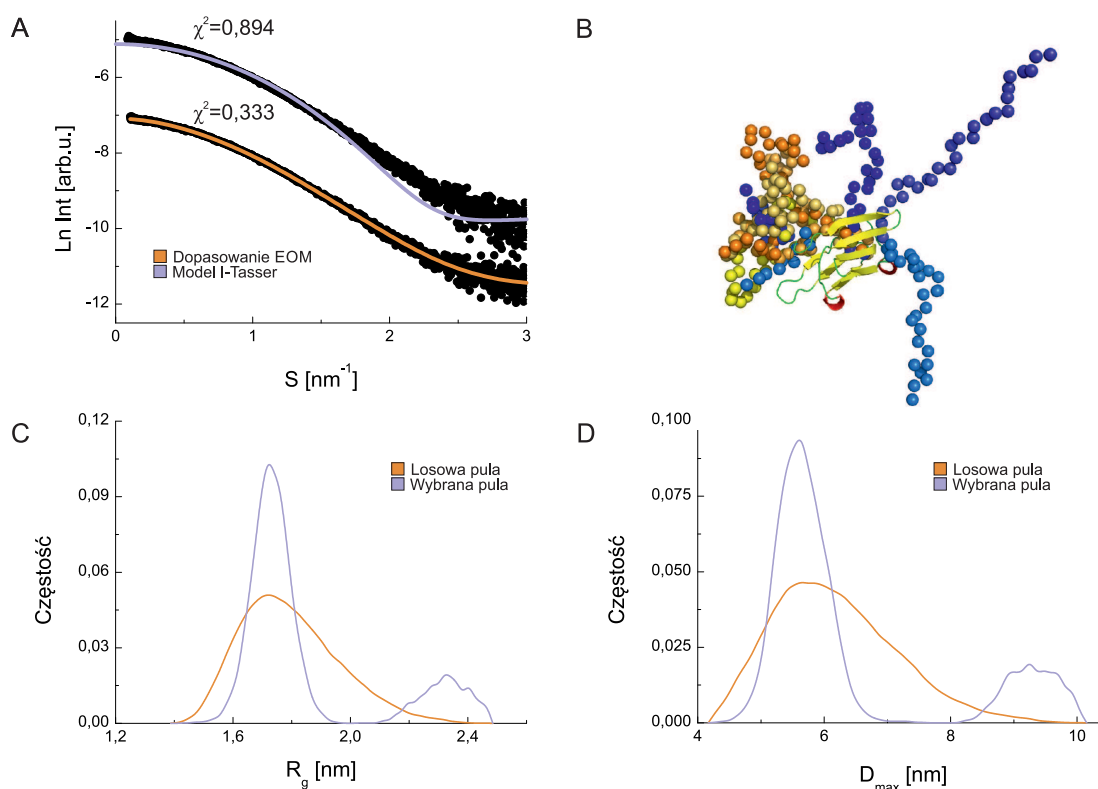 A
χ²=0,894
χ²=0,333
-6
-8
-10
-12
Ln Int [arb.u.]
Dopasowanie EOM
Model I-Tasser
0
1
2
3
S [nm⁻¹]
B
C
0,12
0,09
0,06
0,03
0,00
Częstość
Losowa pula
Wybrana pula
1,2
1,6
2,0
2,4
R_g [nm]
D
0,100
0,075
0,050
0,025
0,000
Częstość
Losowa pula
Wybrana pula
4
6
8
10
D_max [nm]